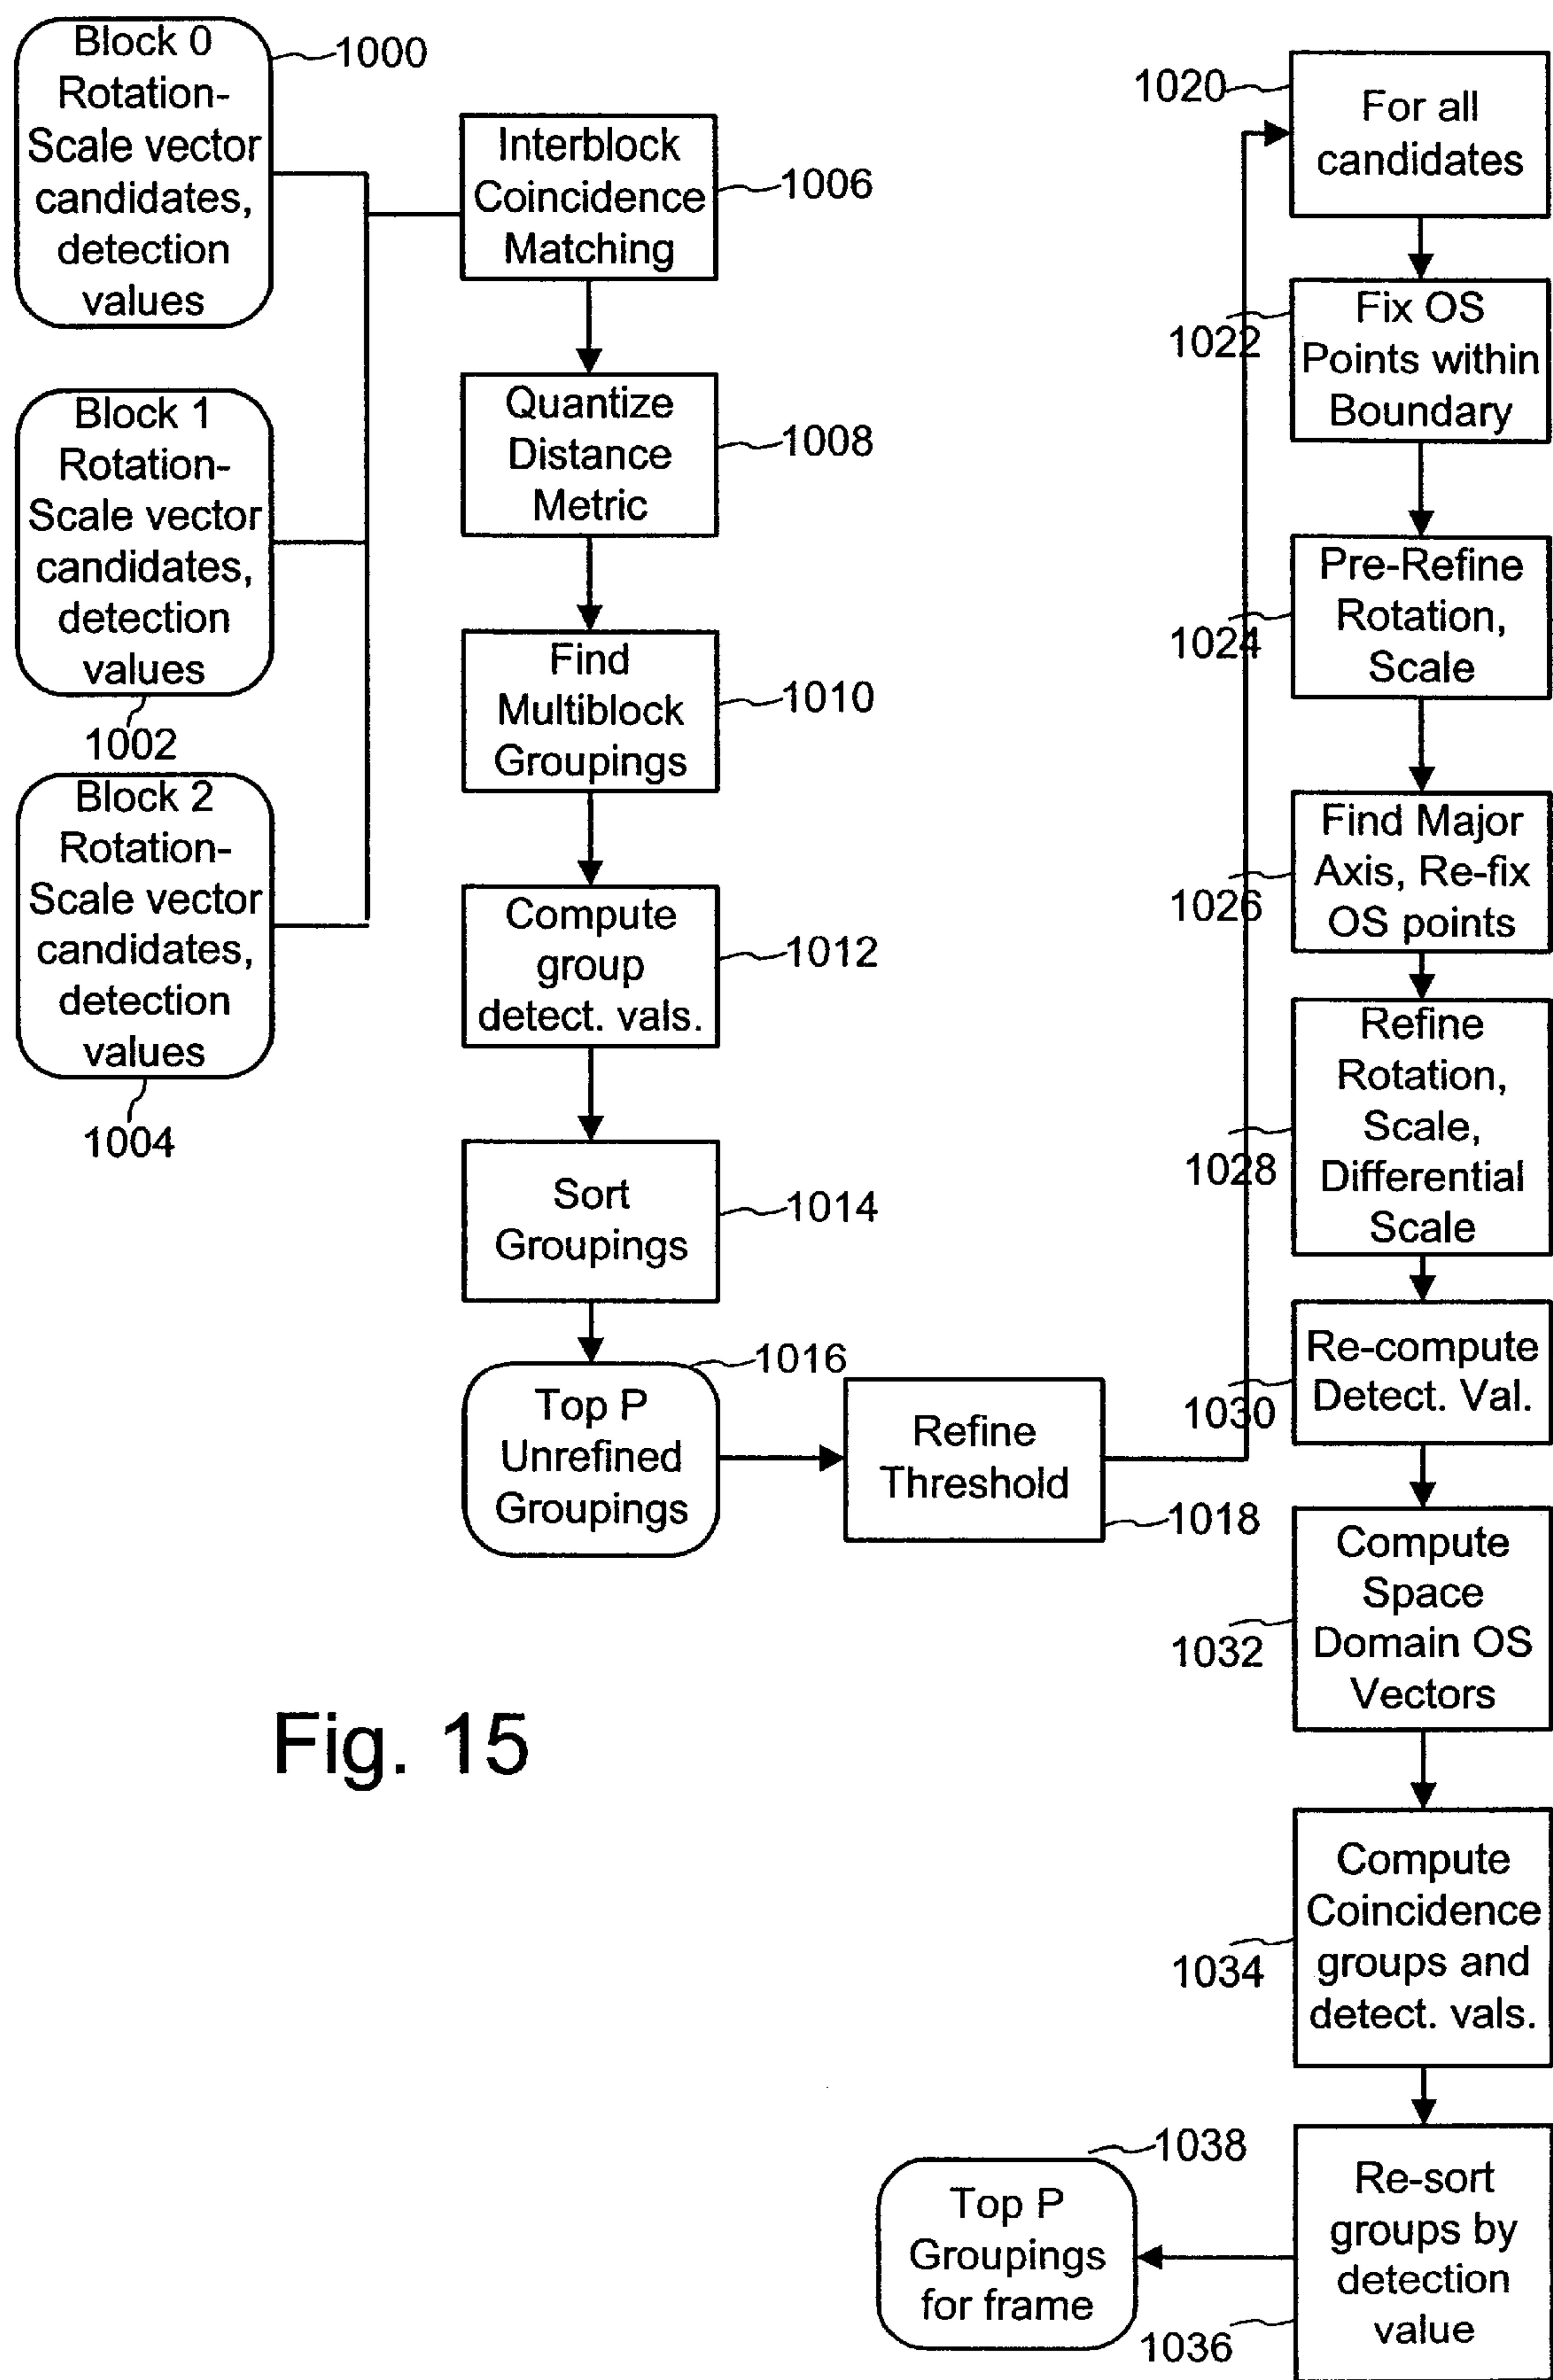 Block 0
Rotation-
Scale vector
candidates,
detection
values
1000
Block 1
Rotation-
Scale vector
candidates,
detection
values
1002
Block 2
Rotation-
Scale vector
candidates,
detection
values
1004
Interblock
Coincidence
Matching
1006
Quantize
Distance
Metric
1008
Find
Multiblock
Groupings
1010
Compute
group
detect. vals.
1012
Sort
Groupings
1014
Top P
Unrefined
Groupings
1016
Refine
Threshold
1018
1020
For all
candidates
1022
Fix OS
Points within
Boundary
1024
Pre-Refine
Rotation,
Scale
1026
Find Major
Axis, Re-fix
OS points
1028
Refine
Rotation,
Scale,
Differential
Scale
1030
Re-compute
Detect. Val.
1032
Compute
Space
Domain OS
Vectors
1034
Compute
Coincidence
groups and
detect. vals.
1036
Re-sort
groups by
detection
value
1038
Top P
Groupings
for frame
Fig. 15